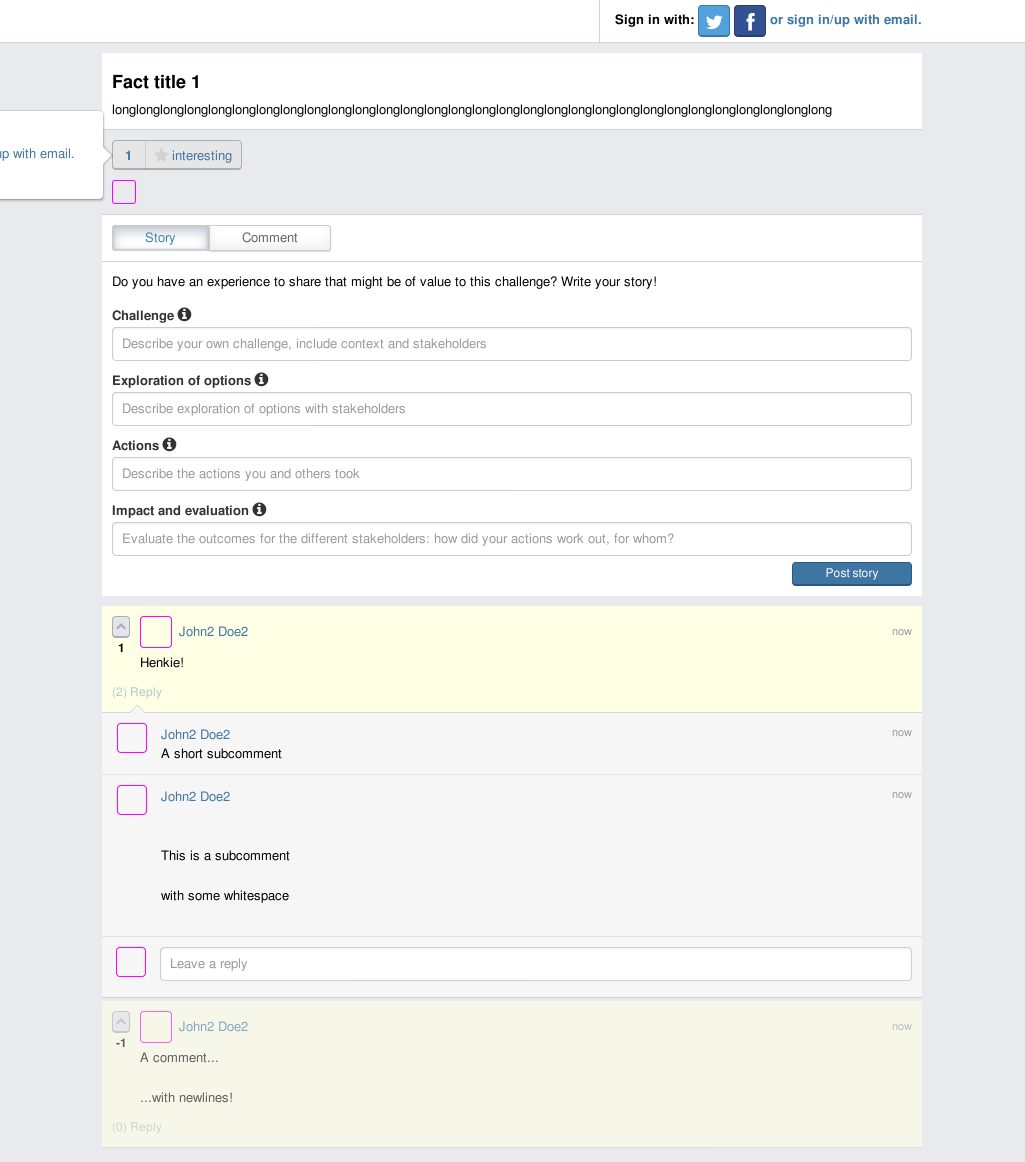 Sign in with: or sign in/up with email.
Fact title 1
longlonglonglonglonglonglonglonglonglonglonglonglonglonglonglonglonglonglonglonglonglonglonglonglonglonglonglonglonglong
up with email.
1 interesting
Story Comment
Do you have an experience to share that might be of value to this challenge? Write your story!
Challenge
Describe your own challenge, include context and stakeholders
Exploration of options
Describe exploration of options with stakeholders
Actions
Describe the actions you and others took
Impact and evaluation
Evaluate the outcomes for the different stakeholders: how did your actions work out, for whom?
Post story
John2 Doe2 now
1
Henkie!
(2) Reply
John2 Doe2 now
A short subcomment
John2 Doe2 now
This is a subcomment
with some whitespace
Leave a reply
John2 Doe2 now
-1
A comment...
...with newlines!
(0) Reply